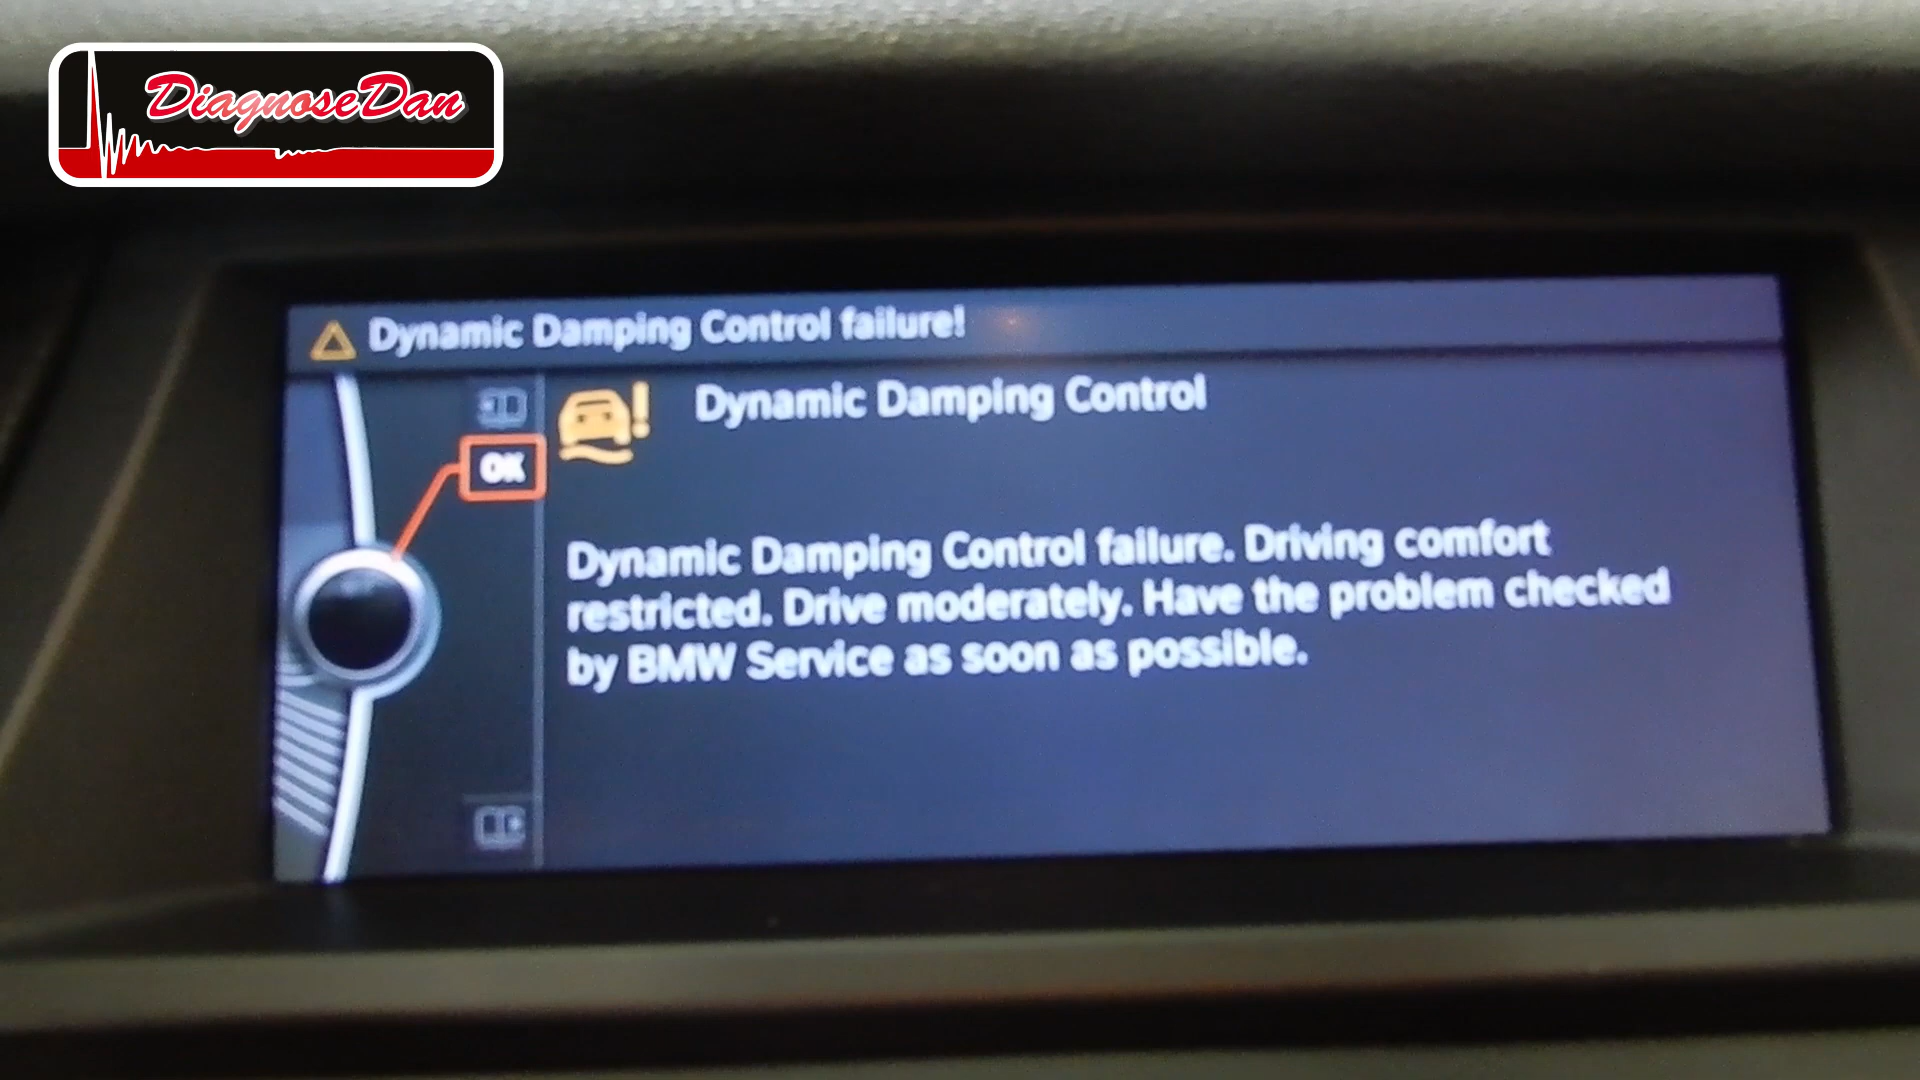 DiagnoseDan
Dynamic Damping Control failure!
Dynamic Damping Control
OK
Dynamic Damping Control failure. Driving comfort
restricted. Drive moderately. Have the problem checked
by BMW Service as soon as possible.